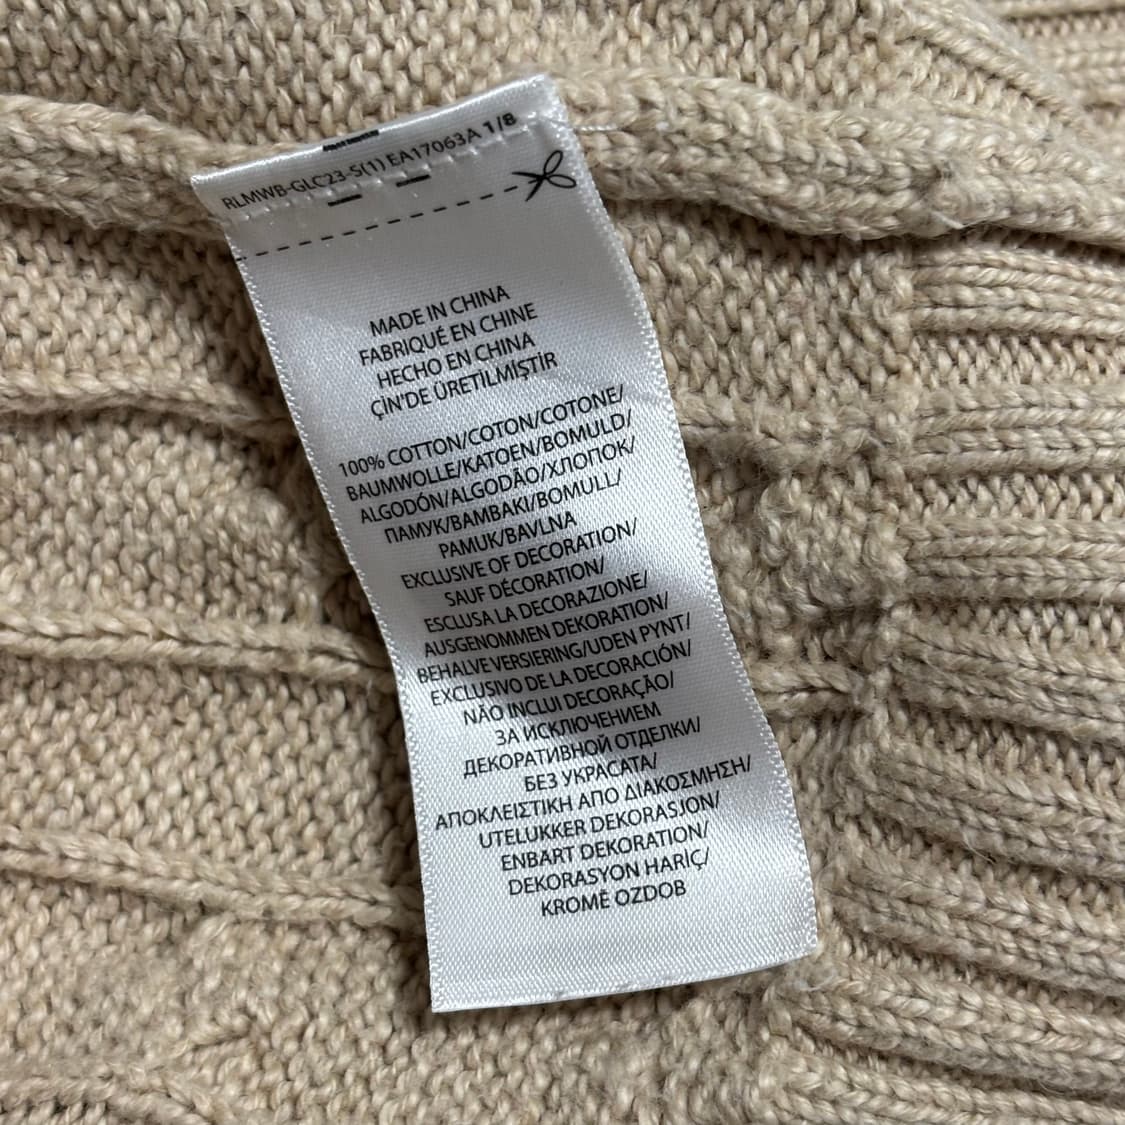 RLMWB-GLC23-S(1) EA17063A 1/8
MADE IN CHINA
FABRIQUÉ EN CHINE
HECHO EN CHINA
ÇİN'DE ÜRETİLMİŞTİR
100% COTTON/COTON/COTONE/
BAUMWOLLE/KATOEN/BOMULD/
ALGODÓN/ALGODÃO/ХЛОПОК/
ПАМУК/ΒΑΜΒΑΚΙ/BOMULL/
PAMUK/BAVLNA
EXCLUSIVE OF DECORATION/
SAUF DÉCORATION/
ESCLUSA LA DECORAZIONE/
AUSGENOMMEN DEKORATION/
BEHALVE VERSIERING/UDEN PYNT/
EXCLUSIVO DE LA DECORACIÓN/
NÃO INCLUI DECORAÇÃO/
ЗА ИСКЛЮЧЕНИЕМ
ДЕКОРАТИВНОЙ ОТДЕЛКИ/
БЕЗ УКРАСАТА/
ΑΠΟΚΛΕΙΣΤΙΚΗ ΑΠΟ ΔΙΑΚΟΣΜΗΣΗ/
UTELUKKER DEKORASJON/
ENBART DEKORATION/
DEKORASYON HARİÇ/
KROMĚ OZDOB